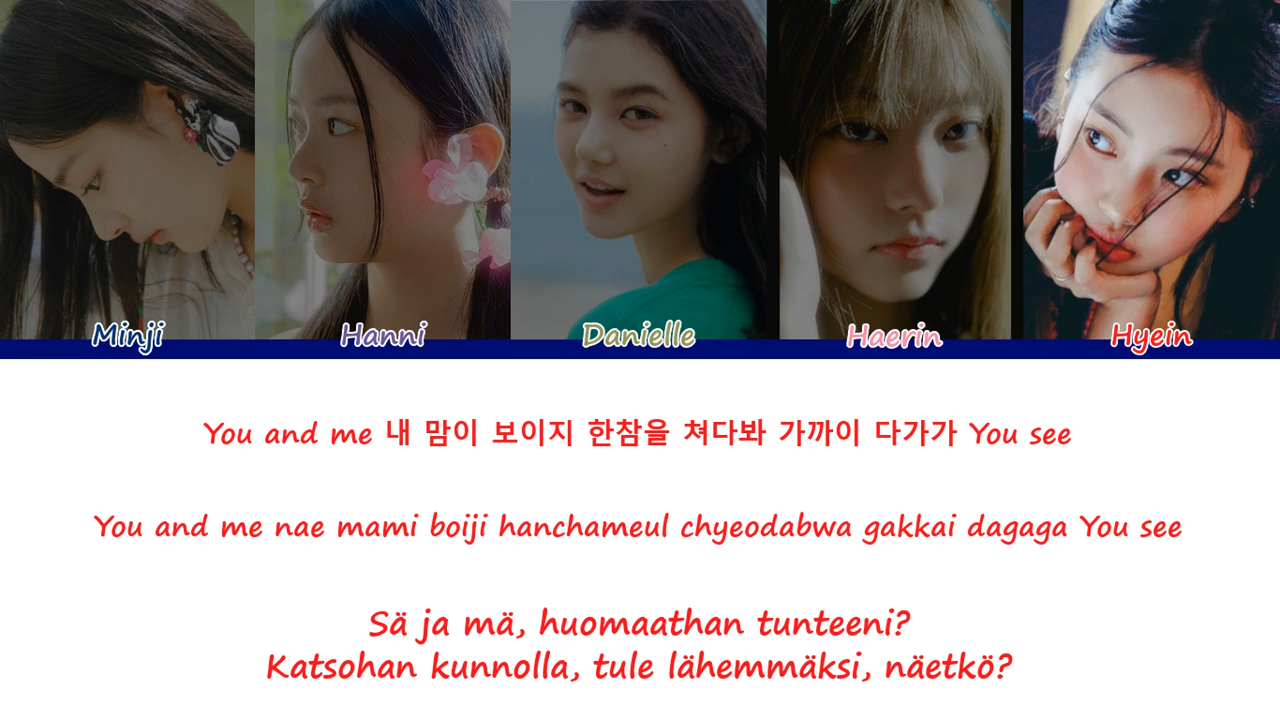 Minji Hanni Danielle Haerin Hyein
You and me 내 맘이 보이지 한참을 쳐다봐 가까이 다가가 You see
You and me nae mami boiji hanchameul chyeodabwa gakkai dagaga You see
Sä ja mä, huomaathan tunteeni?
Katsohan kunnolla, tule lähemmäksi, näetkö?